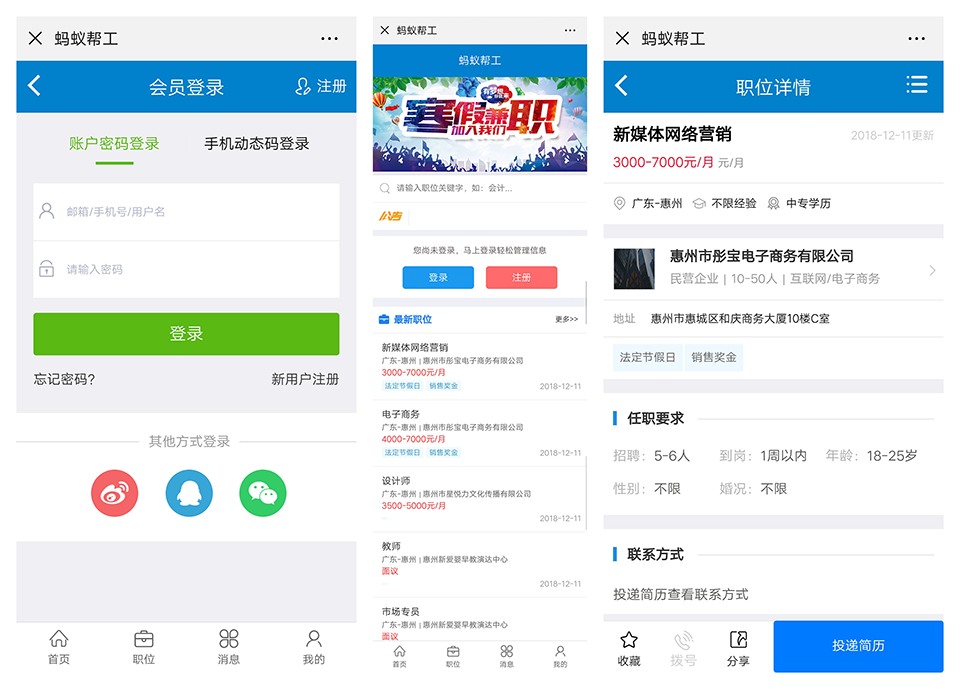 蚂蚁帮工
会员登录
注册
账户密码登录
手机动态码登录
邮箱/手机号/用户名
请输入密码
登录
忘记密码?
新用户注册
其他方式登录
首页
职位
消息
我的
蚂蚁帮工
蚂蚁帮工
有梦想
寒假兼职
加入我们
请输入职位关键字，如：会计...
公告
您尚未登录，马上登录轻松管理信息
登录
注册
最新职位
更多>>
新媒体网络营销
广东-惠州 | 惠州市彤宝电子商务有限公司
3000-7000元/月
法定节假日 销售奖金
2018-12-11
电子商务
广东-惠州 | 惠州市彤宝电子商务有限公司
4000-7000元/月
法定节假日 销售奖金
2018-12-11
设计师
广东-惠州 | 惠州市星悦力文化传播有限公司
3500-5000元/月
2018-12-11
教师
广东-惠州 | 惠州新爱婴早教演达中心
面议
2018-12-11
市场专员
广东-惠州 | 惠州新爱婴早教演达中心
面议
首页
职位
消息
我的
蚂蚁帮工
职位详情
新媒体网络营销
2018-12-11更新
3000-7000元/月 元/月
广东-惠州
不限经验
中专学历
惠州市彤宝电子商务有限公司
民营企业 | 10-50人 | 互联网/电子商务
地址 惠州市惠城区和庆商务大厦10楼C室
法定节假日 销售奖金
任职要求
招聘：5-6人 到岗：1周以内 年龄：18-25岁
性别：不限 婚况：不限
联系方式
投递简历查看联系方式
收藏
拨号
分享
投递简历